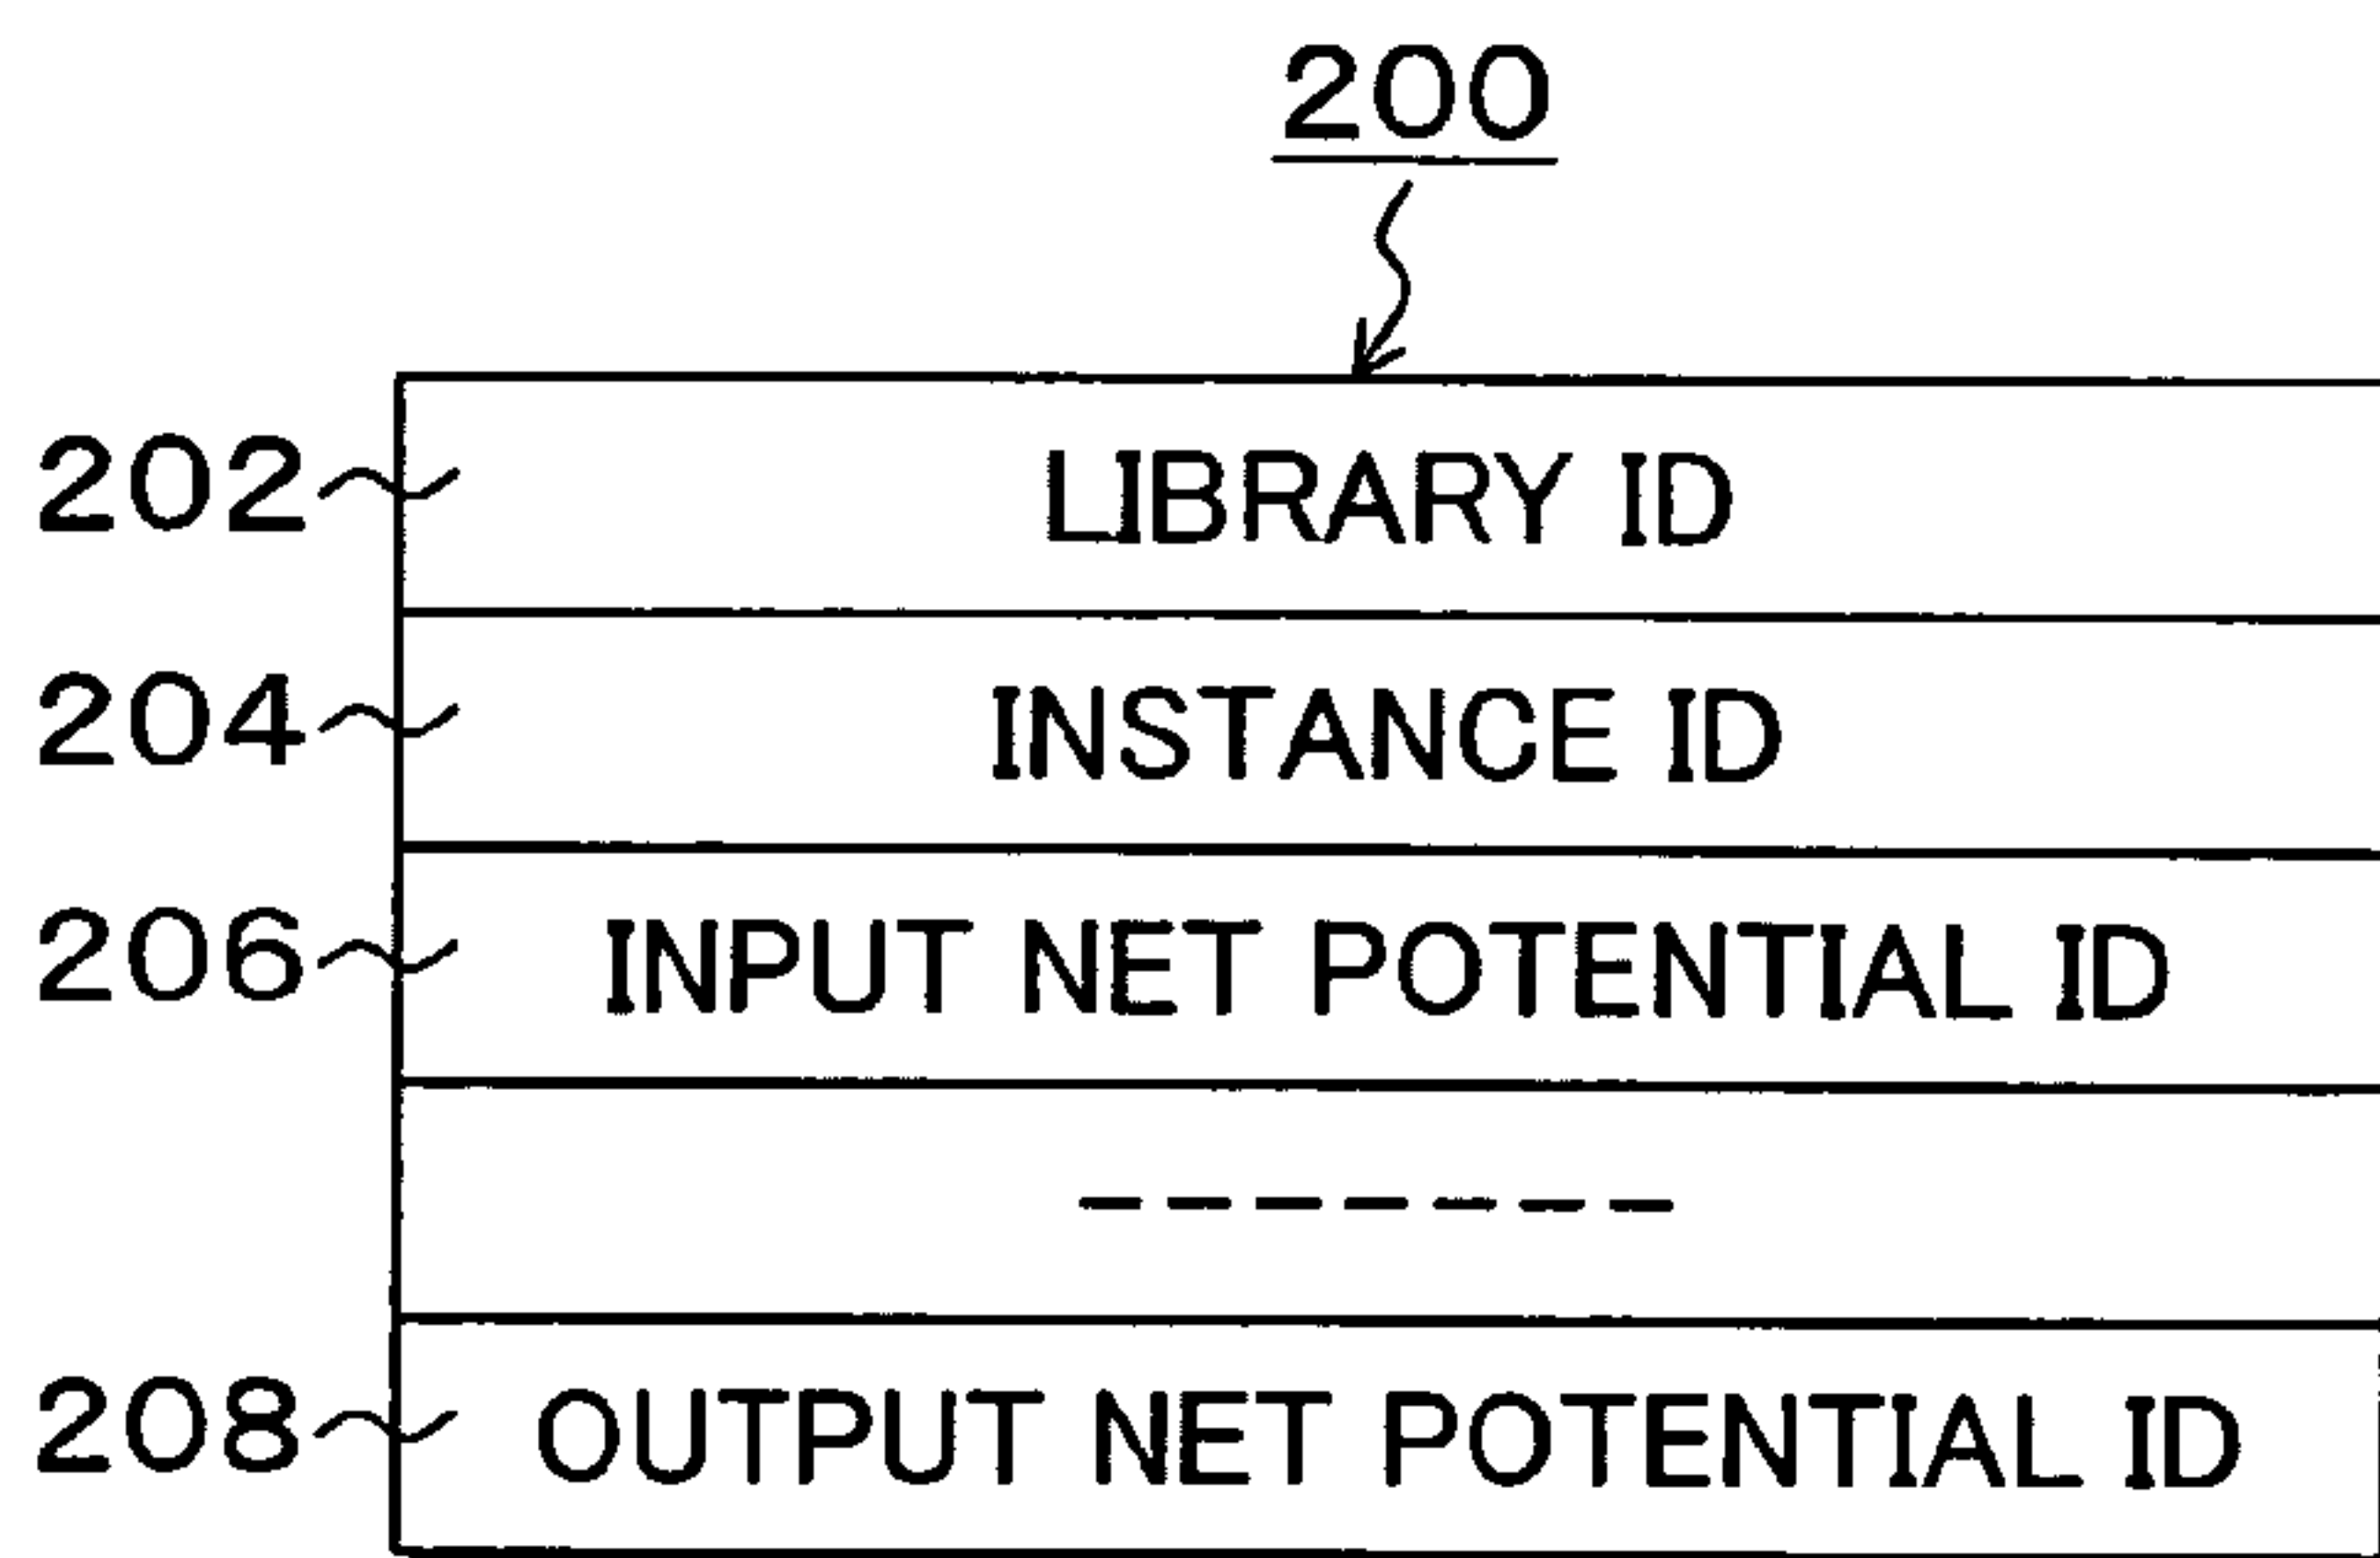 200
202 LIBRARY ID
204 INSTANCE ID
206 INPUT NET POTENTIAL ID
-------
208 OUTPUT NET POTENTIAL ID